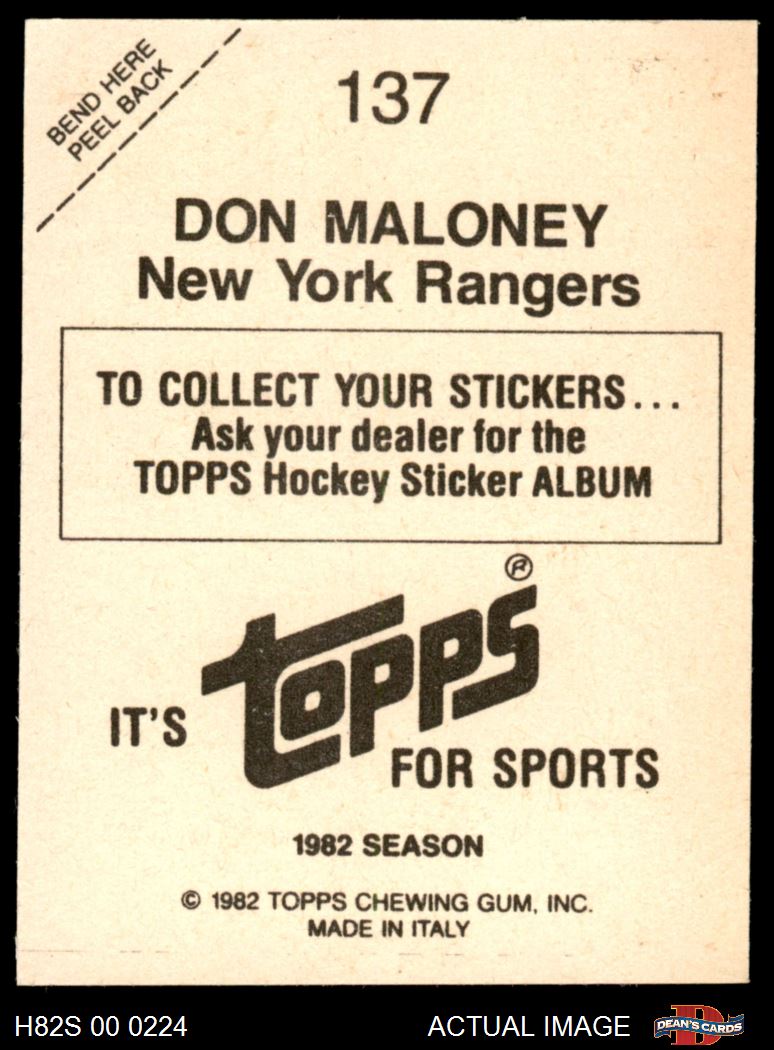 BEND HERE
PEEL BACK
137
DON MALONEY
New York Rangers
TO COLLECT YOUR STICKERS...
Ask your dealer for the
TOPPS Hockey Sticker ALBUM
IT'S
topps®
FOR SPORTS
1982 SEASON
© 1982 TOPPS CHEWING GUM, INC.
MADE IN ITALY
H82S 00 0224
ACTUAL IMAGE
D
DEAN'S CARDS